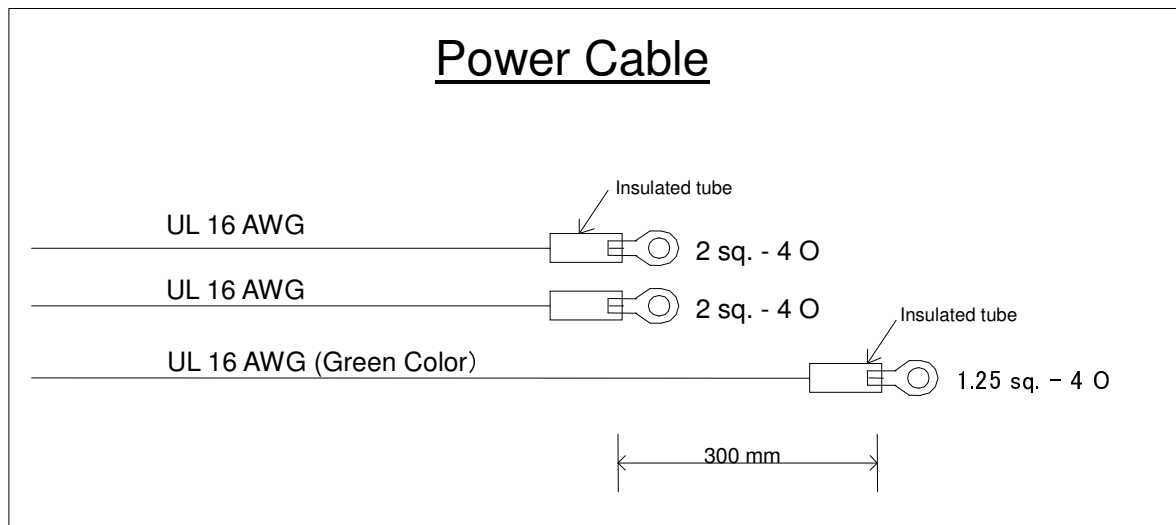 Power Cable
Insulated tube
UL 16 AWG
2 sq. - 4 O
UL 16 AWG
2 sq. - 4 O
Insulated tube
UL 16 AWG (Green Color)
1.25 sq. - 4 O
300 mm